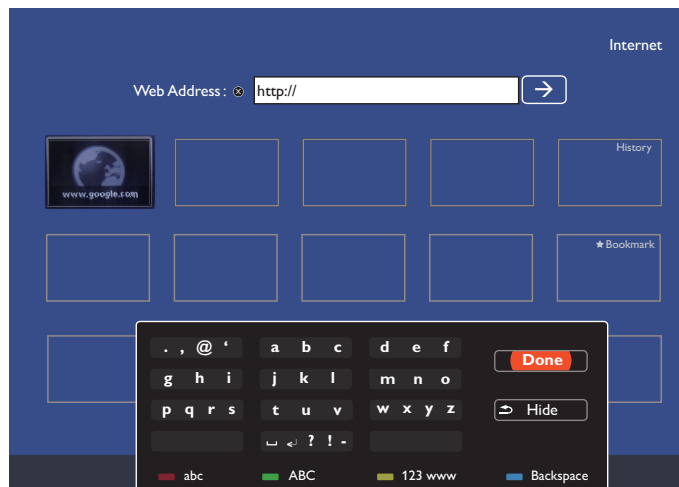 Internet
Web Address : http://
History
www.google.com
★Bookmark
. , @ ‘ a b c d e f
Done
g h i j k l m n o
p q r s t u v w x y z
Hide
␣ ↵ ? ! -
abc ABC 123 www Backspace